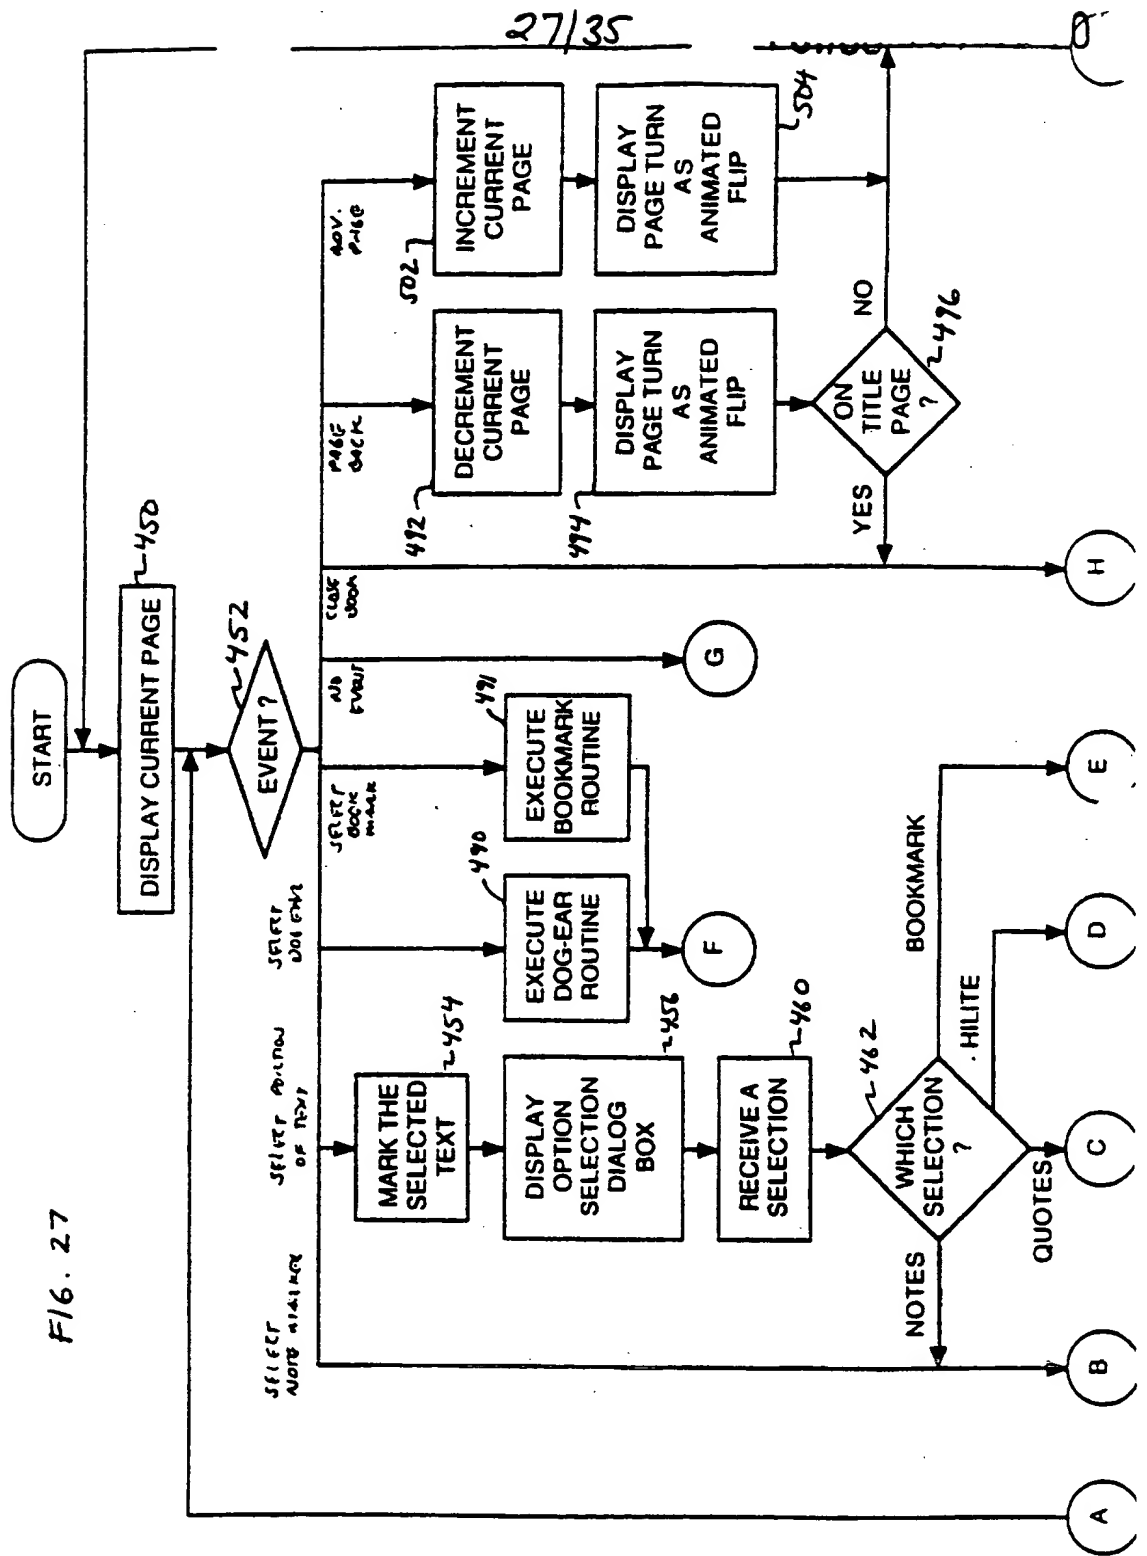 27/35
FIG. 27
START
DISPLAY CURRENT PAGE
450
EVENT?
452
SELECT
NOTE MARKER
SELECT PORTION
OF TEXT
SELECT
DOG EAR
SELECT
BOOK
MARK
NO
EVENT
CLOSE
BOOK
PAGE
BACK
ADV.
PAGE
MARK THE
SELECTED
TEXT
454
DISPLAY
OPTION
SELECTION
DIALOG
BOX
456
RECEIVE A
SELECTION
460
WHICH
SELECTION
?
462
NOTES
QUOTES
HILITE
BOOKMARK
EXECUTE
DOG-EAR
ROUTINE
490
EXECUTE
BOOKMARK
ROUTINE
491
DECREMENT
CURRENT
PAGE
492
DISPLAY
PAGE TURN
AS
ANIMATED
FLIP
494
ON
TITLE
PAGE
?
496
YES
NO
INCREMENT
CURRENT
PAGE
502
DISPLAY
PAGE TURN
AS
ANIMATED
FLIP
504
F
G
A
B
C
D
E
H